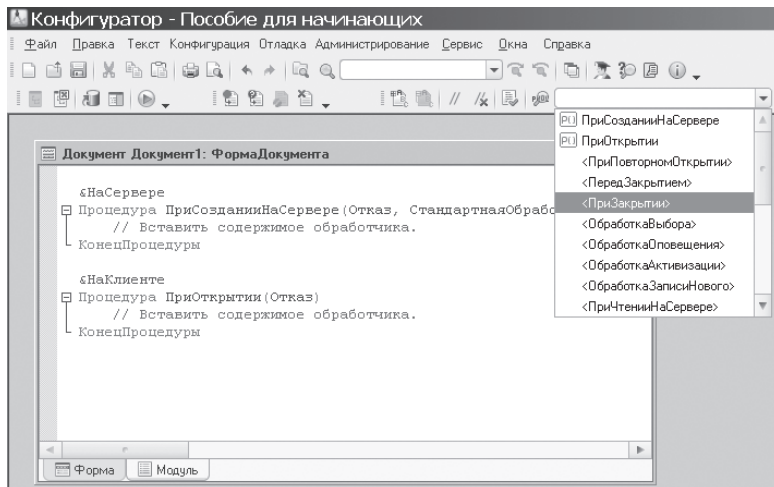 Конфигуратор - Пособие для начинающих
Файл Правка Текст Конфигурация Отладка Администрирование Сервис Окна Справка
Документ Документ1: ФормаДокумента
&НаСервере
Процедура ПриСозданииНаСервере(Отказ, СтандартнаяОбрабо
// Вставить содержимое обработчика.
КонецПроцедуры
&НаКлиенте
Процедура ПриОткрытии(Отказ)
// Вставить содержимое обработчика.
КонецПроцедуры
ПриСозданииНаСервере
ПриОткрытии
<ПриПовторномОткрытии>
<ПередЗакрытием>
<ПриЗакрытии>
<ОбработкаВыбора>
<ОбработкаОповещения>
<ОбработкаАктивизации>
<ОбработкаЗаписиНового>
<ПриЧтенииНаСервере>
Форма Модуль